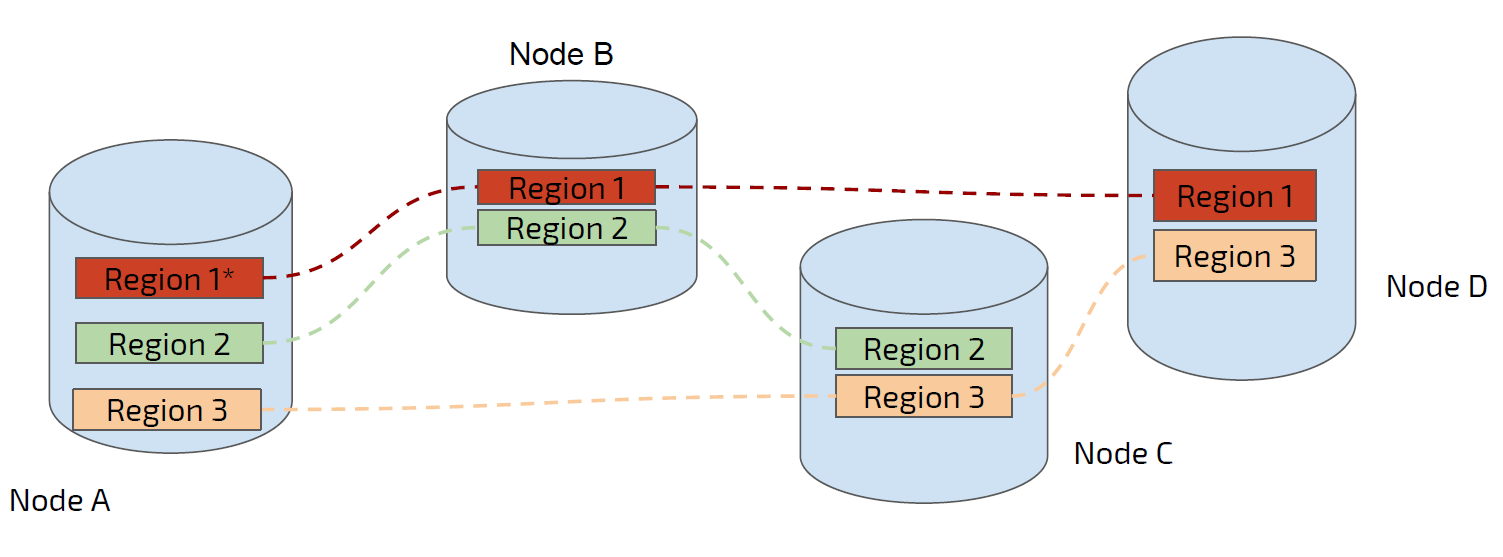 Node A
Region 1*
Region 2
Region 3
Node B
Region 1
Region 2
Node C
Region 2
Region 3
Node D
Region 1
Region 3